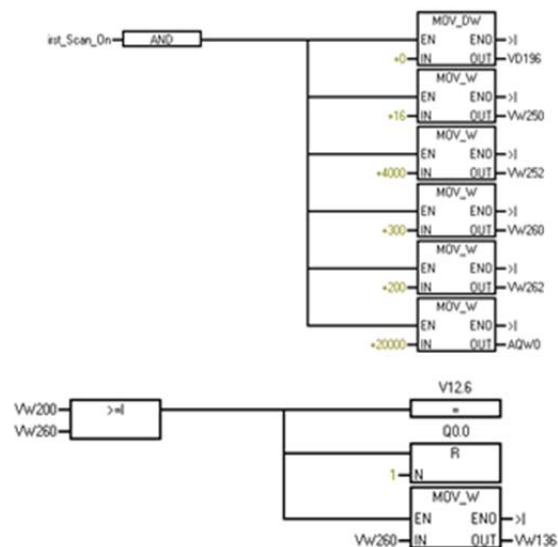 MOV_DW
irst_Scan_On AND EN ENO
+0 IN OUT VD196
MOV_W
EN ENO
+16 IN OUT VW250
MOV_W
EN ENO
+4000 IN OUT VW252
MOV_W
EN ENO
+300 IN OUT VW260
MOV_W
EN ENO
+200 IN OUT VW262
MOV_W
EN ENO
+20000 IN OUT AQW0
V12.6
VW200 >=I =
VW260
Q0.0
R
1 N
MOV_W
EN ENO
VW260 IN OUT VW136